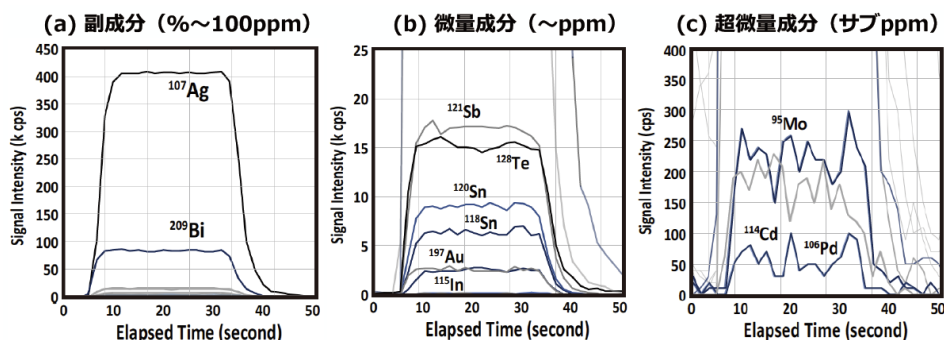 (a) 副成分（%～100ppm）
450
400
350
300
250
200
150
100
50
0
Signal Intensity (k cps)
107Ag
209Bi
0 10 20 30 40 50
Elapsed Time (second)
(b) 微量成分（～ppm）
25
20
15
10
5
0
Signal Intensity (k cps)
121Sb
128Te
120Sn
118Sn
197Au
115In
0 10 20 30 40 50
Elapsed Time (second)
(c) 超微量成分（サブppm）
400
350
300
250
200
150
100
50
0
Signal Intensity (cps)
95Mo
114Cd
106Pd
0 10 20 30 40 50
Elapsed Time (second)